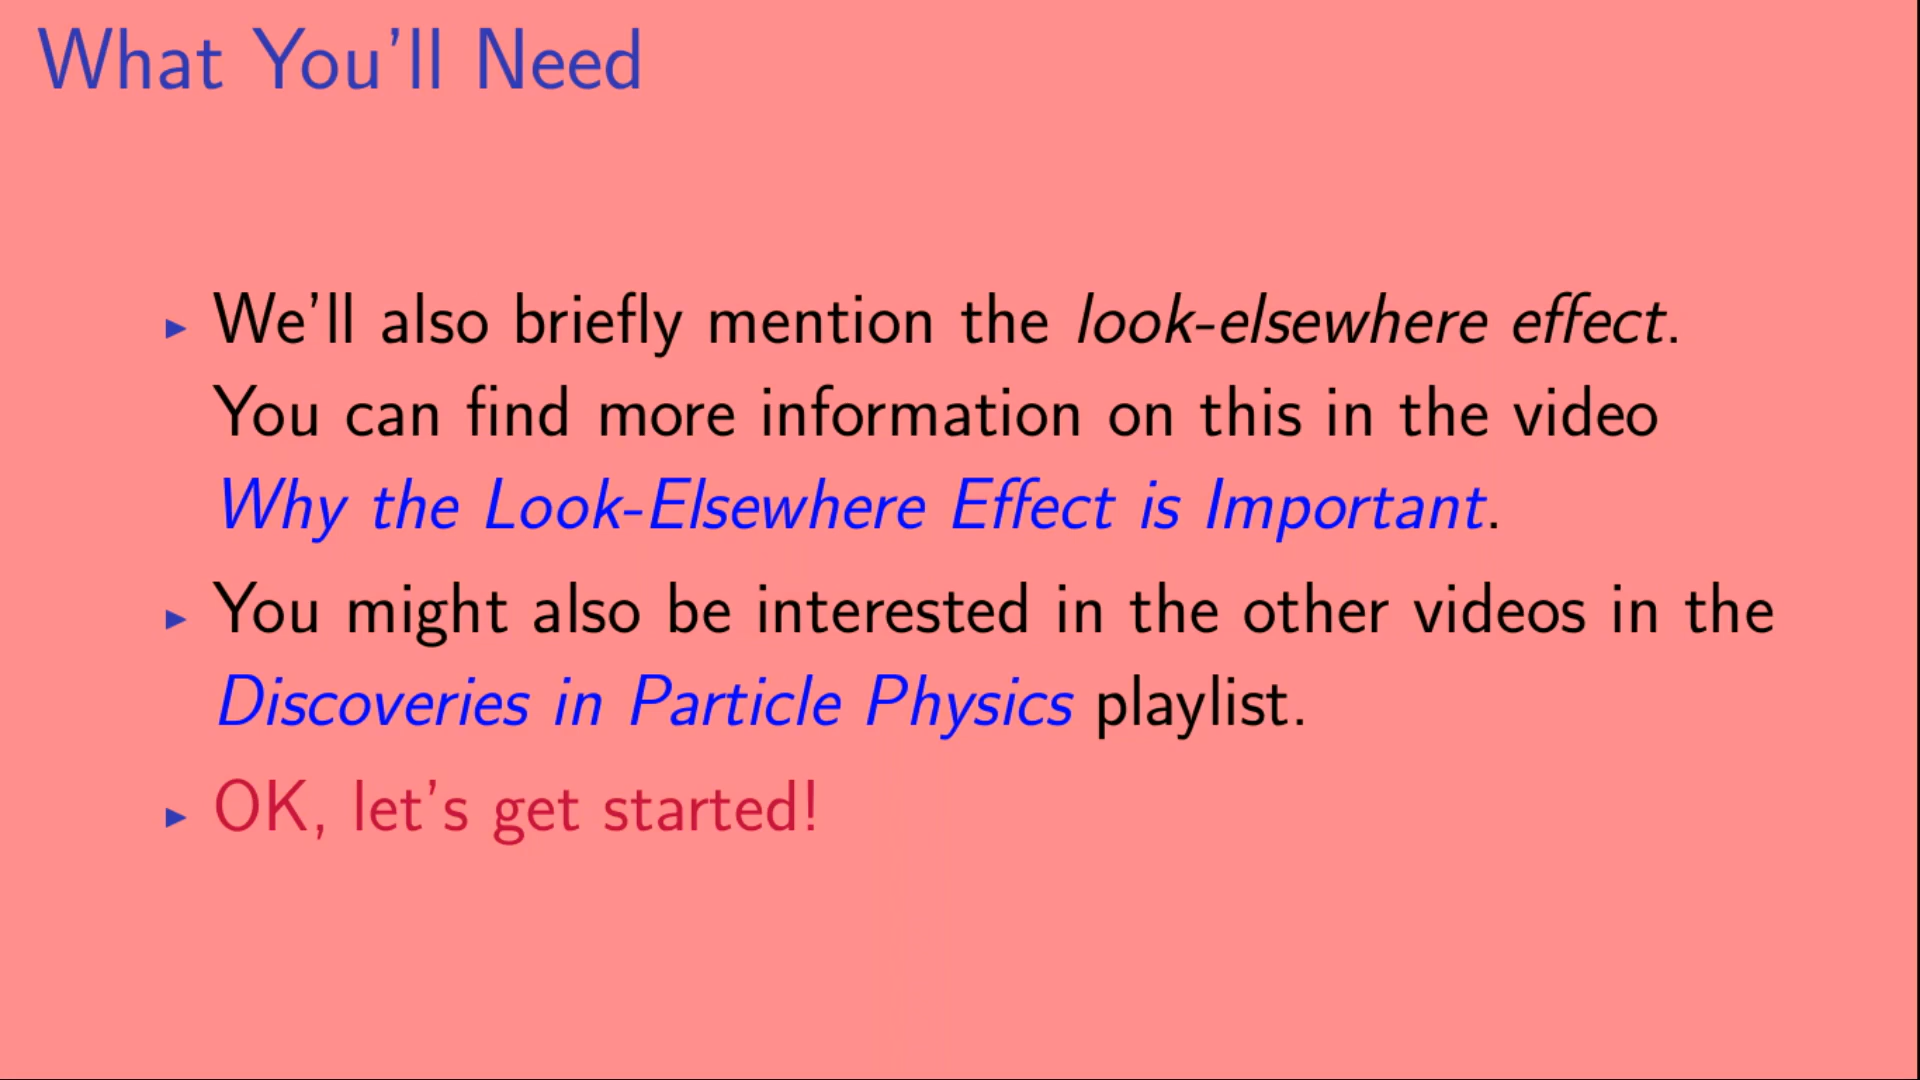 What You'll Need
▸ We'll also briefly mention the look-elsewhere effect.
You can find more information on this in the video
Why the Look-Elsewhere Effect is Important.
▸ You might also be interested in the other videos in the
Discoveries in Particle Physics playlist.
▸ OK, let's get started!